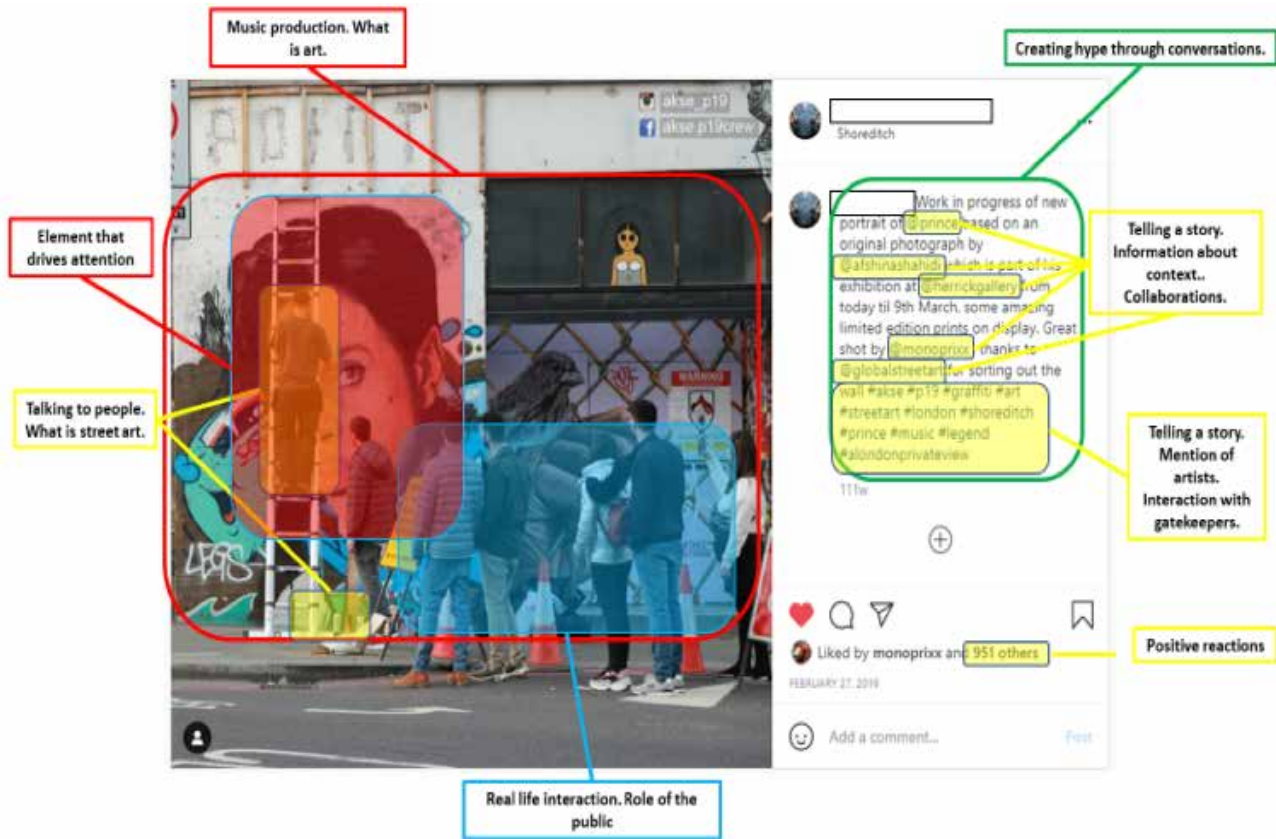 Music production. What
is art.
Creating hype through conversations.
POINT
akse_p19
akse.p19crew
Shoreditch
Element that
drives attention
Work in progress of new
portrait of @prince based on an
original photograph by
@afshinashahidi which is part of his
exhibition at @herrickgallery from
today til 9th March. some amazing
limited edition prints on display. Great
shot by @monoprixx thanks to
@globalstreetart for sorting out the
wall #akse #p19 #graffiti #art
#streetart #london #shoreditch
#prince #music #legend
#alondonprivateview
111w
Telling a story.
Information about
context..
Collaborations.
WARNING
Talking to people.
What is street art.
Telling a story.
Mention of
artists.
Interaction with
gatekeepers.
LEGS
Liked by monoprixx and 951 others
FEBRUARY 27, 2019
Positive reactions
Add a comment... Post
Real life interaction. Role of the
public